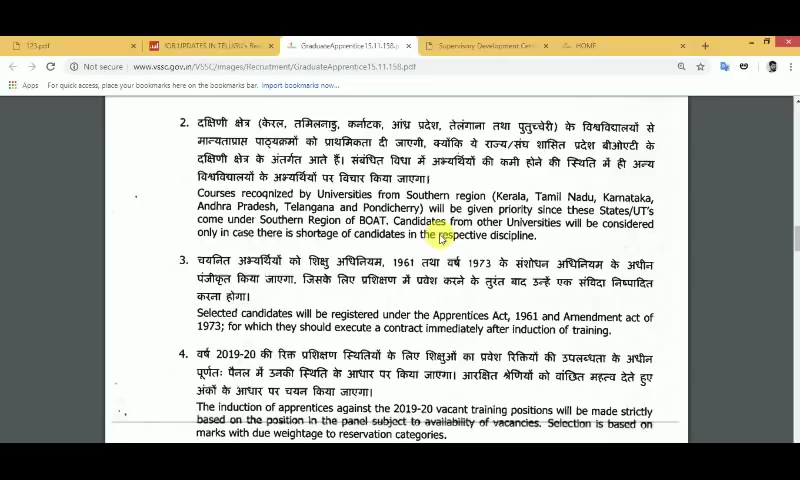 123.pdf
JOB UPDATES IN TELUGU's Res
GraduateApprentice15.11.158.pdf
Supervisory Development Cent
HOME
Not secure | www.vssc.gov.in/VSSC/images/Recruitment/GraduateApprentice15.11.158.pdf
Apps For quick access, place your bookmarks here on the bookmarks bar. Import bookmarks now...
2. दक्षिणी क्षेत्र (केरल, तमिलनाडु, कर्नाटक, आंध्र प्रदेश, तेलंगाना तथा पुतुच्चेरी) के विश्वविद्यालयों से
मान्यताप्राप्त पाठ्यक्रमों को प्राथमिकता दी जाएगी, क्योंकि ये राज्य/संघ शासित प्रदेश बीओएटी के
दक्षिणी क्षेत्र के अंतर्गत आते हैं। संबंधित विधा में अभ्यर्थियों की कमी होने की स्थिति में ही अन्य
विश्वविद्यालयों के अभ्यर्थियों पर विचार किया जाएगा।
Courses recognized by Universities from Southern region (Kerala, Tamil Nadu, Karnataka,
Andhra Pradesh, Telangana and Pondicherry) will be given priority since these States/UT's
come under Southern Region of BOAT. Candidates from other Universities will be considered
only in case there is shortage of candidates in the respective discipline.
3. चयनित अभ्यर्थियों को शिक्षु अधिनियम, 1961 तथा वर्ष 1973 के संशोधन अधिनियम के अधीन
पंजीकृत किया जाएगा, जिसके लिए प्रशिक्षण में प्रवेश करने के तुरंत बाद उन्हें एक संविदा निष्पादित
करना होगा।
Selected candidates will be registered under the Apprentices Act, 1961 and Amendment act of
1973; for which they should execute a contract immediately after induction of training.
4. वर्ष 2019-20 की रिक्त प्रशिक्षण स्थितियों के लिए शिक्षुओं का प्रवेश रिक्तियों की उपलब्धता के अधीन
पूर्णतः पैनल में उनकी स्थिति के आधार पर किया जाएगा। आरक्षित श्रेणियों को वांछित महत्व देते हुए
अंकों के आधार पर चयन किया जाएगा।
The induction of apprentices against the 2019-20 vacant training positions will be made strictly
based on the position in the panel subject to availability of vacancies. Selection is based on
marks with due weightage to reservation categories.